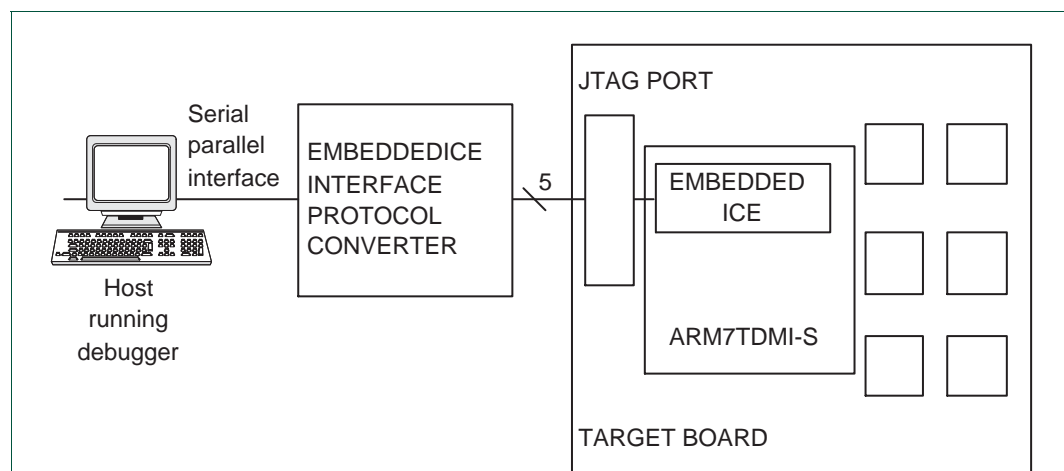 Serial
parallel
interface
Host
running
debugger
EMBEDDEDICE
INTERFACE
PROTOCOL
CONVERTER
5
JTAG PORT
EMBEDDED
ICE
ARM7TDMI-S
TARGET BOARD